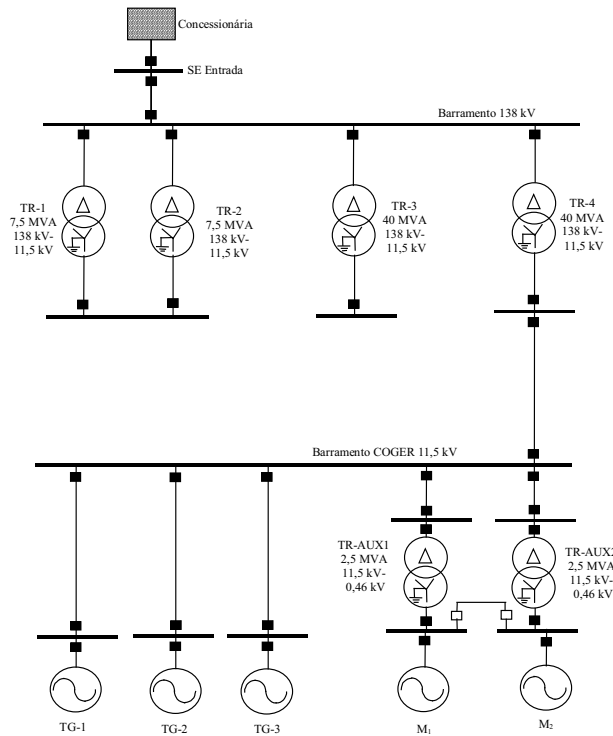 Concessionária
SE Entrada
Barramento 138 kV
TR-1
7,5 MVA
138 kV-
11,5 kV
TR-2
7,5 MVA
138 kV-
11,5 kV
TR-3
40 MVA
138 kV-
11,5 kV
TR-4
40 MVA
138 kV-
11,5 kV
Barramento COGER 11,5 kV
TR-AUX1
2,5 MVA
11,5 kV-
0,46 kV
TR-AUX2
2,5 MVA
11,5 kV-
0,46 kV
TG-1
TG-2
TG-3
M1
M2